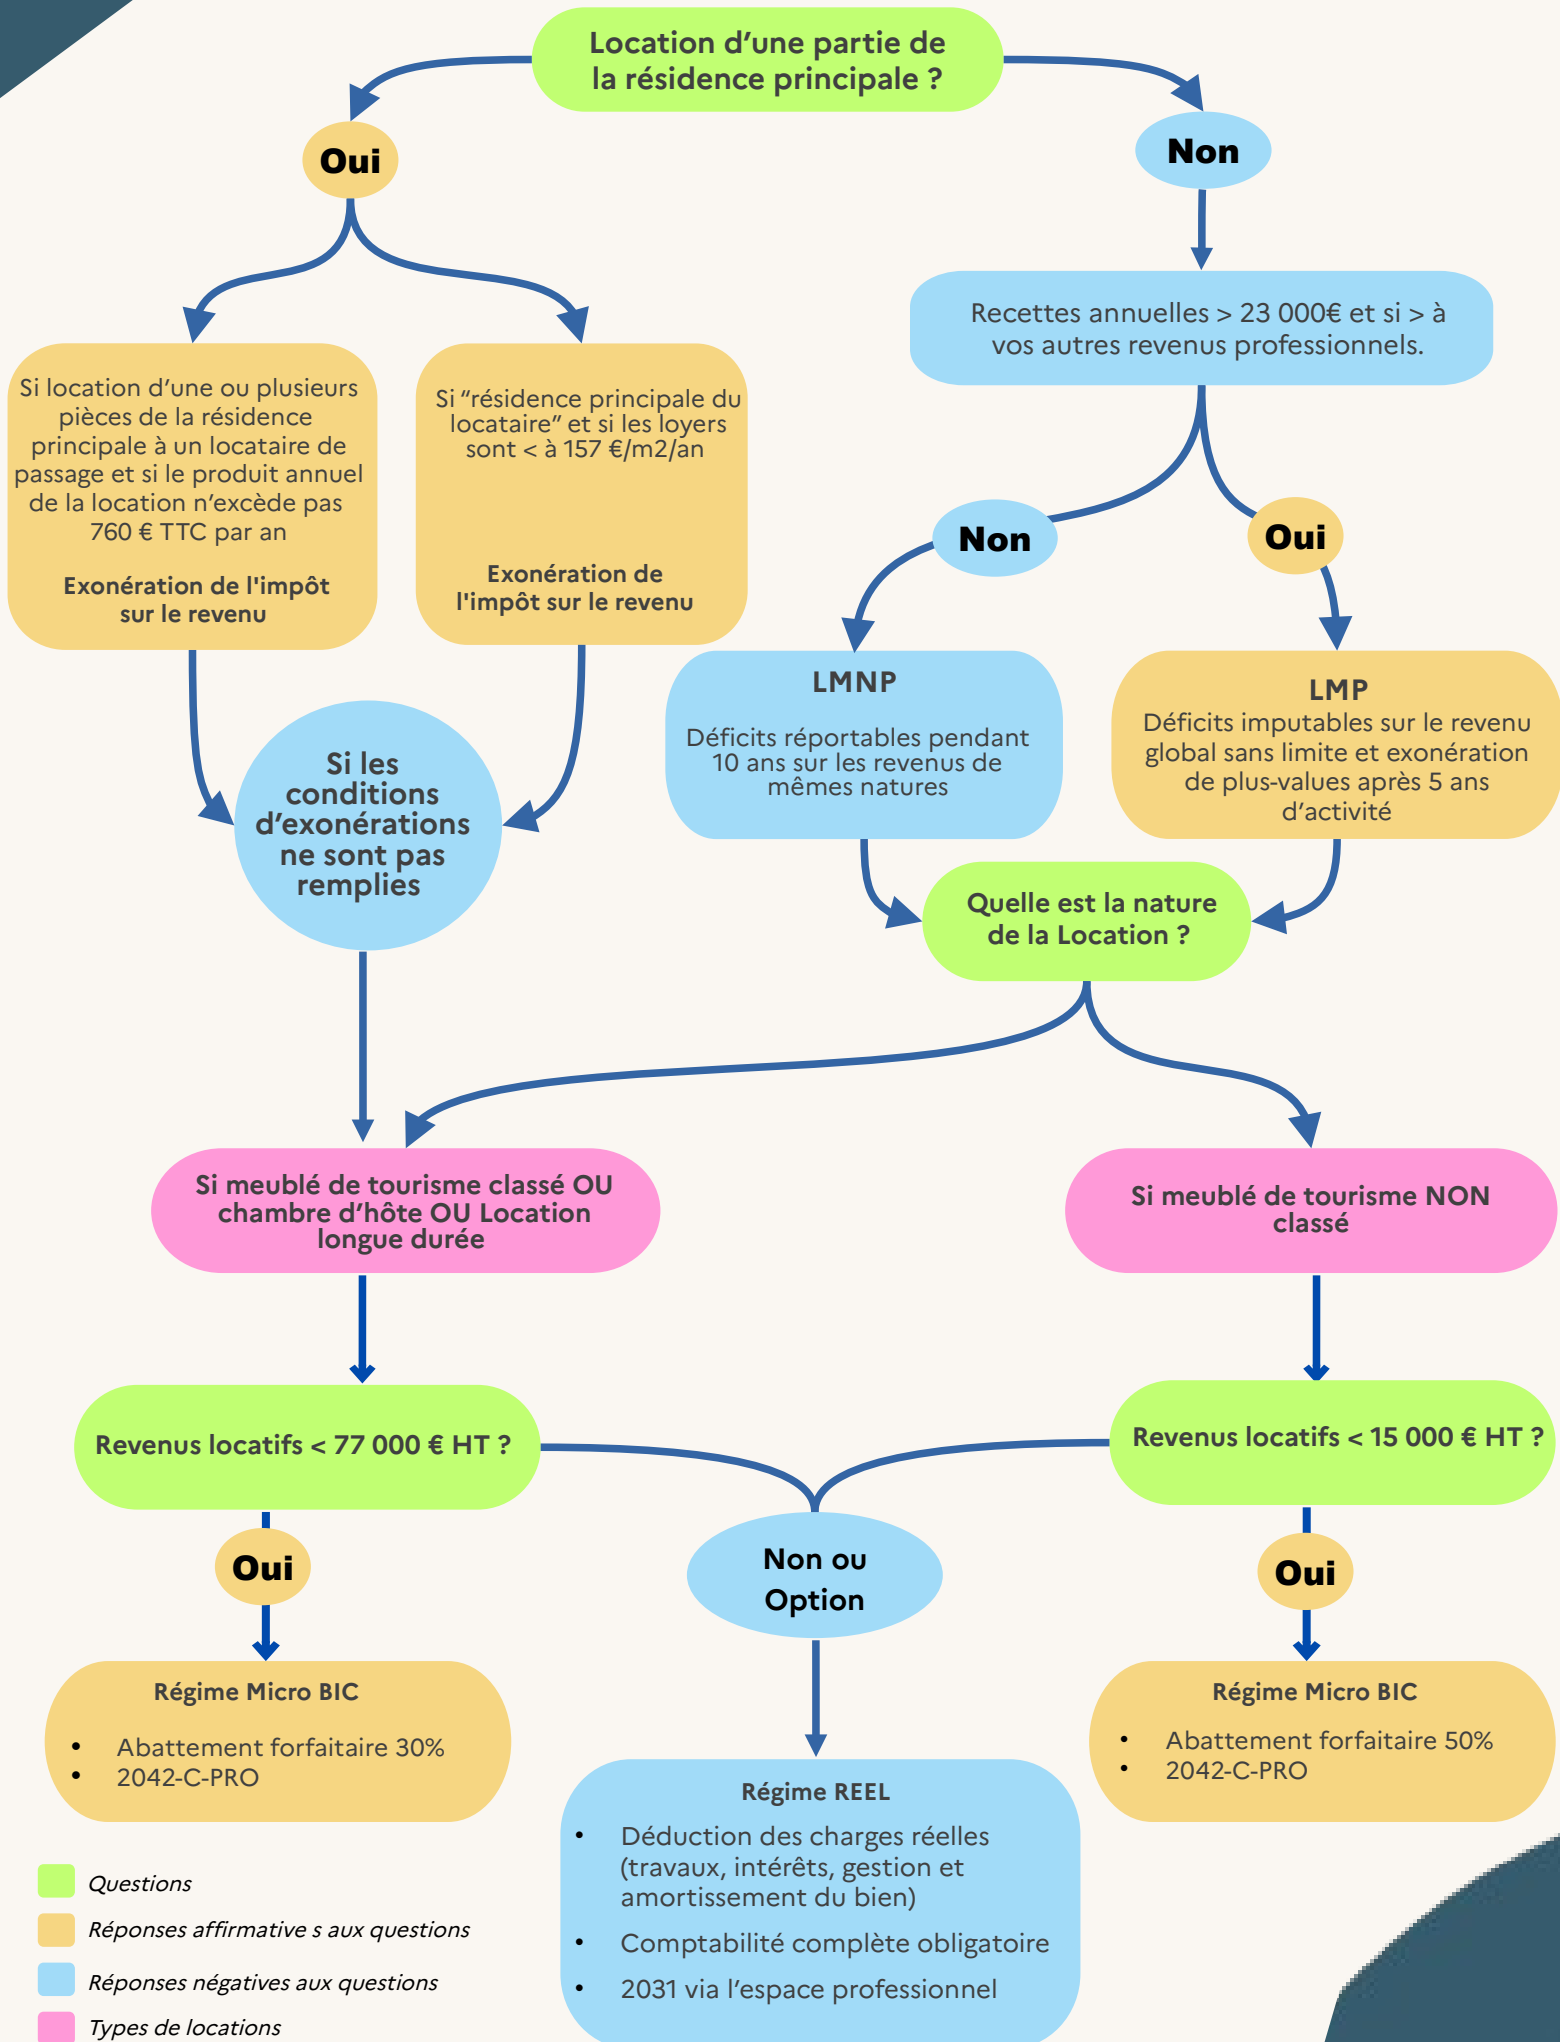 Location d’une partie de
la résidence principale ?
Oui
Non
Recettes annuelles > 23 000€ et si > à
vos autres revenus professionnels.
Si location d’une ou plusieurs
pièces de la résidence
principale à un locataire de
passage et si le produit annuel
de la location n’excède pas
760 € TTC par an
Exonération de l'impôt
sur le revenu
Si “résidence principale du
locataire” et si les loyers
sont < à 157 €/m2/an
Exonération de
l'impôt sur le revenu
Non
Oui
LMNP
Déficits réportables pendant
10 ans sur les revenus de
mêmes natures
LMP
Déficits imputables sur le revenu
global sans limite et exonération
de plus-values après 5 ans
d’activité
Si les
conditions
d’exonérations
ne sont pas
remplies
Quelle est la nature
de la Location ?
Si meublé de tourisme classé OU
chambre d’hôte OU Location
longue durée
Si meublé de tourisme NON
classé
Revenus locatifs < 77 000 € HT ?
Revenus locatifs < 15 000 € HT ?
Oui
Non ou
Option
Oui
Régime Micro BIC
• Abattement forfaitaire 30%
• 2042-C-PRO
Régime Micro BIC
• Abattement forfaitaire 50%
• 2042-C-PRO
Régime REEL
• Déduction des charges réelles
(travaux, intérêts, gestion et
amortissement du bien)
• Comptabilité complète obligatoire
• 2031 via l’espace professionnel
Questions
Réponses affirmative s aux questions
Réponses négatives aux questions
Types de locations